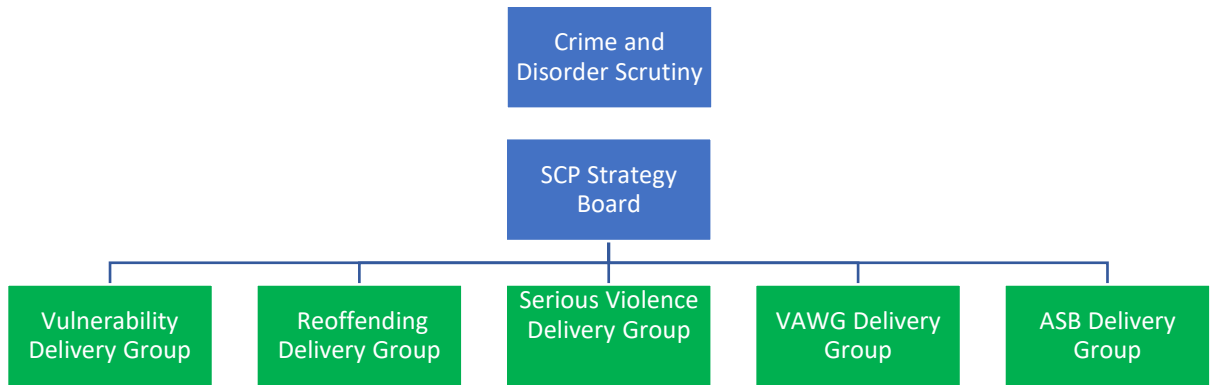 Crime and
Disorder Scrutiny
SCP Strategy
Board
Vulnerability
Delivery Group
Reoffending
Delivery Group
Serious Violence
Delivery Group
VAWG Delivery
Group
ASB Delivery
Group